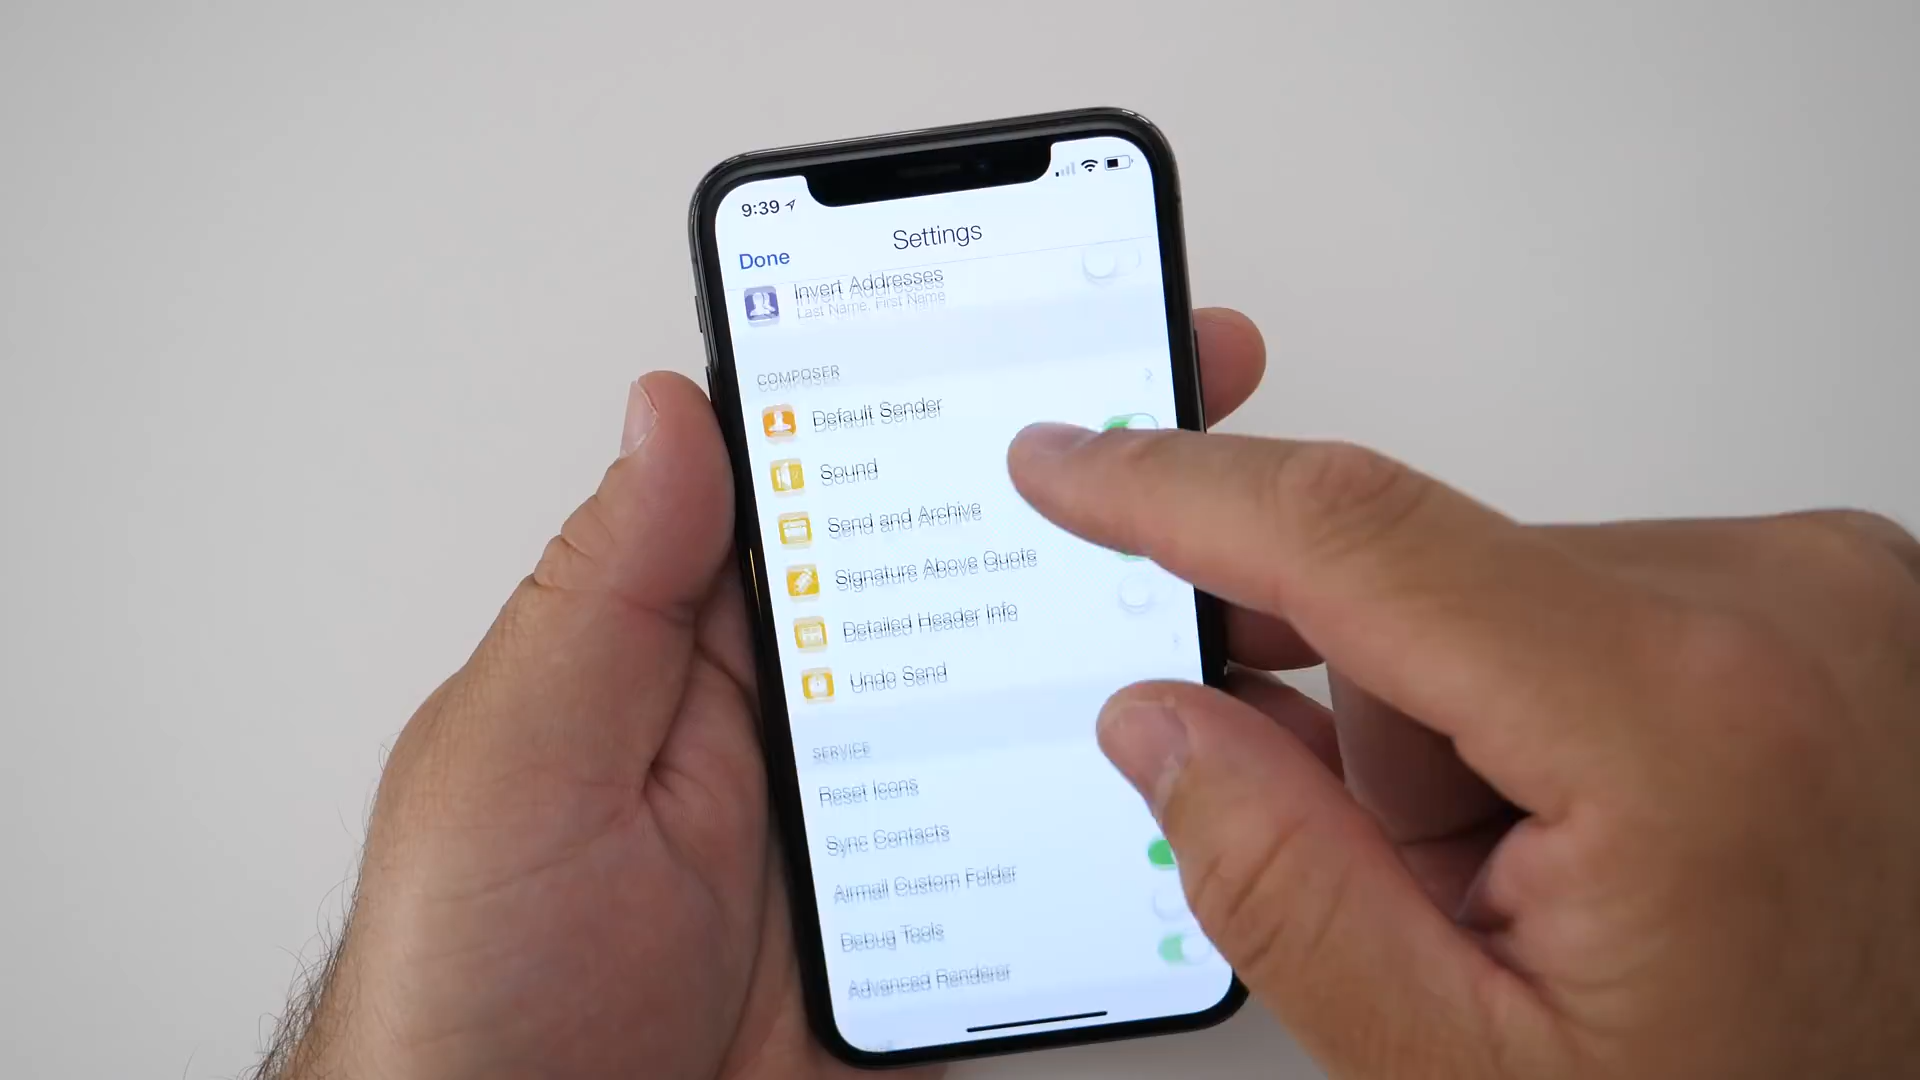 9:39
Settings
Done
Invert Addresses
Last Name, First Name
COMPOSER
Default Sender
Sound
Send and Archive
Signature Above Quote
Detailed Header Info
Undo Send
SERVICE
Reset Icons
Sync Contacts
Airmail Custom Folder
Debug Tools
Advanced Renderer